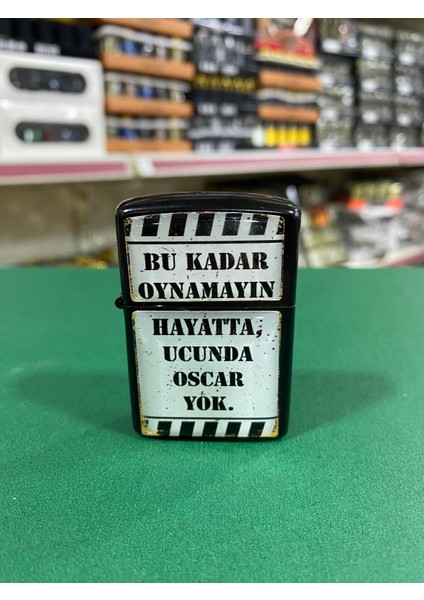 BU KADAR
OYNAMAYIN
HAYATTA,
UCUNDA
OSCAR
YOK.